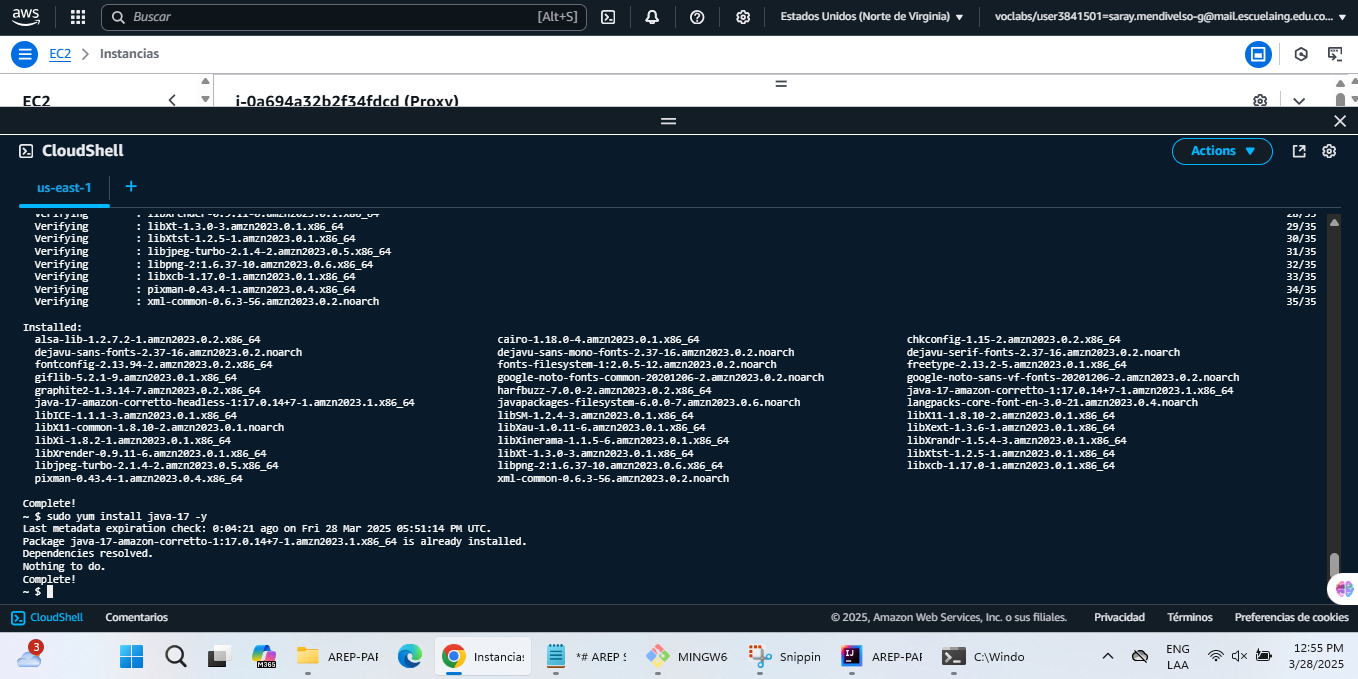 aws
Buscar [Alt+S]
Estados Unidos (Norte de Virginia)
voclabs/user3841501=saray.mendivelso-g@mail.escuelaing.edu.co...
EC2 Instancias
EC2
i-0a694a32b2f34fdcd (Proxy)
CloudShell
Actions
us-east-1
Verifying : libXrender-0.9.11-6.amzn2023.0.1.x86_64 28/35
Verifying : libXt-1.3.0-3.amzn2023.0.1.x86_64 29/35
Verifying : libXtst-1.2.5-1.amzn2023.0.1.x86_64 30/35
Verifying : libjpeg-turbo-2.1.4-2.amzn2023.0.5.x86_64 31/35
Verifying : libpng-2:1.6.37-10.amzn2023.0.6.x86_64 32/35
Verifying : libxcb-1.17.0-1.amzn2023.0.1.x86_64 33/35
Verifying : pixman-0.43.4-1.amzn2023.0.4.x86_64 34/35
Verifying : xml-common-0.6.3-56.amzn2023.0.2.noarch 35/35
Installed:
alsa-lib-1.2.7.2-1.amzn2023.0.2.x86_64 cairo-1.18.0-4.amzn2023.0.1.x86_64 chkconfig-1.15-2.amzn2023.0.2.x86_64
dejavu-sans-fonts-2.37-16.amzn2023.0.2.noarch dejavu-sans-mono-fonts-2.37-16.amzn2023.0.2.noarch dejavu-serif-fonts-2.37-16.amzn2023.0.2.noarch
fontconfig-2.13.94-2.amzn2023.0.2.x86_64 fonts-filesystem-1:2.0.5-12.amzn2023.0.2.noarch freetype-2.13.2-5.amzn2023.0.1.x86_64
giflib-5.2.1-9.amzn2023.0.1.x86_64 google-noto-fonts-common-20201206-2.amzn2023.0.2.noarch google-noto-sans-vf-fonts-20201206-2.amzn2023.0.2.noarch
graphite2-1.3.14-7.amzn2023.0.2.x86_64 harfbuzz-7.0.0-2.amzn2023.0.2.x86_64 java-17-amazon-corretto-1:17.0.14+7-1.amzn2023.1.x86_64
java-17-amazon-corretto-headless-1:17.0.14+7-1.amzn2023.1.x86_64 javapackages-filesystem-6.0.0-7.amzn2023.0.6.noarch langpacks-core-font-en-3.0-21.amzn2023.0.4.noarch
libICE-1.1.1-3.amzn2023.0.1.x86_64 libSM-1.2.4-3.amzn2023.0.1.x86_64 libX11-1.8.10-2.amzn2023.0.1.x86_64
libX11-common-1.8.10-2.amzn2023.0.1.noarch libXau-1.0.11-6.amzn2023.0.1.x86_64 libXext-1.3.6-1.amzn2023.0.1.x86_64
libXi-1.8.2-1.amzn2023.0.1.x86_64 libXinerama-1.1.5-6.amzn2023.0.1.x86_64 libXrandr-1.5.4-3.amzn2023.0.1.x86_64
libXrender-0.9.11-6.amzn2023.0.1.x86_64 libXt-1.3.0-3.amzn2023.0.1.x86_64 libXtst-1.2.5-1.amzn2023.0.1.x86_64
libjpeg-turbo-2.1.4-2.amzn2023.0.5.x86_64 libpng-2:1.6.37-10.amzn2023.0.6.x86_64 libxcb-1.17.0-1.amzn2023.0.1.x86_64
pixman-0.43.4-1.amzn2023.0.4.x86_64 xml-common-0.6.3-56.amzn2023.0.2.noarch
Complete!
~ $ sudo yum install java-17 -y
Last metadata expiration check: 0:04:21 ago on Fri 28 Mar 2025 05:51:14 PM UTC.
Package java-17-amazon-corretto-1:17.0.14+7-1.amzn2023.1.x86_64 is already installed.
Dependencies resolved.
Nothing to do.
Complete!
~ $
CloudShell Comentarios © 2025, Amazon Web Services, Inc. o sus filiales. Privacidad Términos Preferencias de cookies
3 M365 AREP-PAR Instancias *# AREP S MINGW6 Snippin IJ AREP-PAR C:\Windo ENG 12:55 PM
LAA 3/28/2025